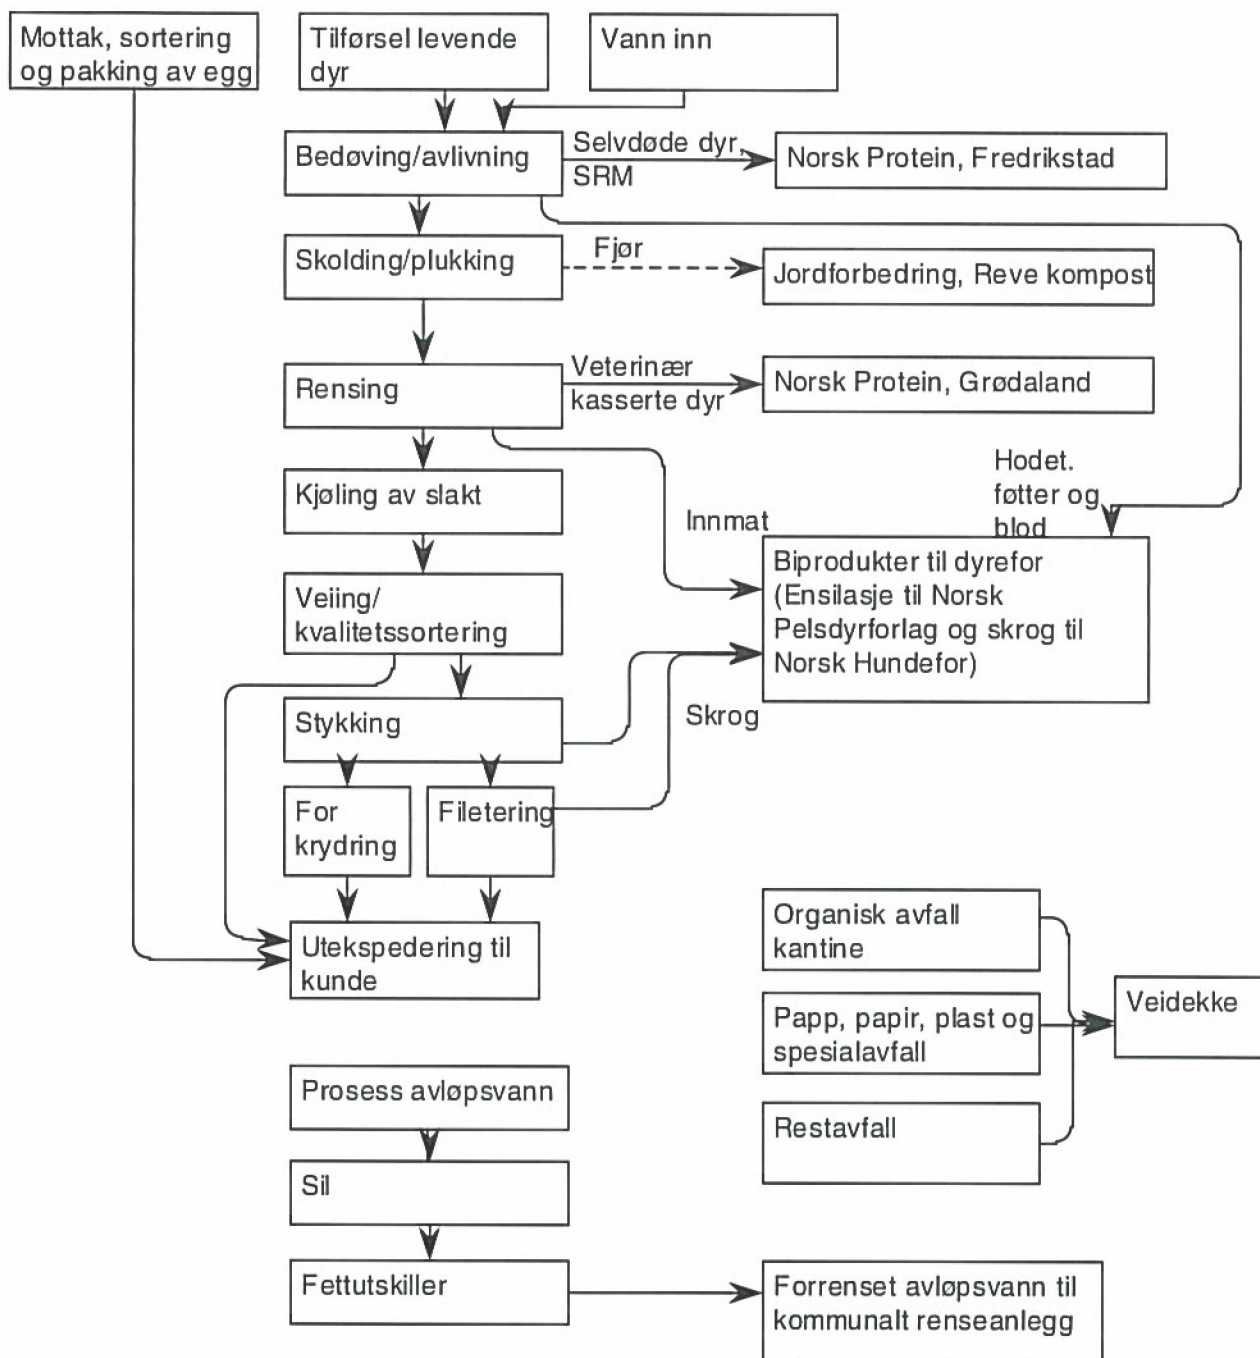 Mottak, sortering
og pakking av egg
Tilførsel levende
dyr
Vann inn
Bedøving/avlivning
Selvdøde dyr,
SRM
Norsk Protein, Fredrikstad
Skolding/plukking
Fjør
Jordforbedring, Reve kompost
Rensing
Veterinær
kasserte dyr
Norsk Protein, Grødaland
Kjøling av slakt
Innmat
Hodet.
føtter og
blod
Biprodukter til dyrefor
(Ensilasje til Norsk
Pelsdyrforlag og skrog til
Norsk Hundefor)
Veiing/
kvalitetssortering
Stykking
Skrog
For
krydring
Filetering
Utekspedering til
kunde
Organisk avfall
kantine
Papp, papir, plast og
spesialavfall
Restavfall
Veidekke
Prosess avløpsvann
Sil
Fettutskiller
Forrenset avløpsvann til
kommunalt renseanlegg